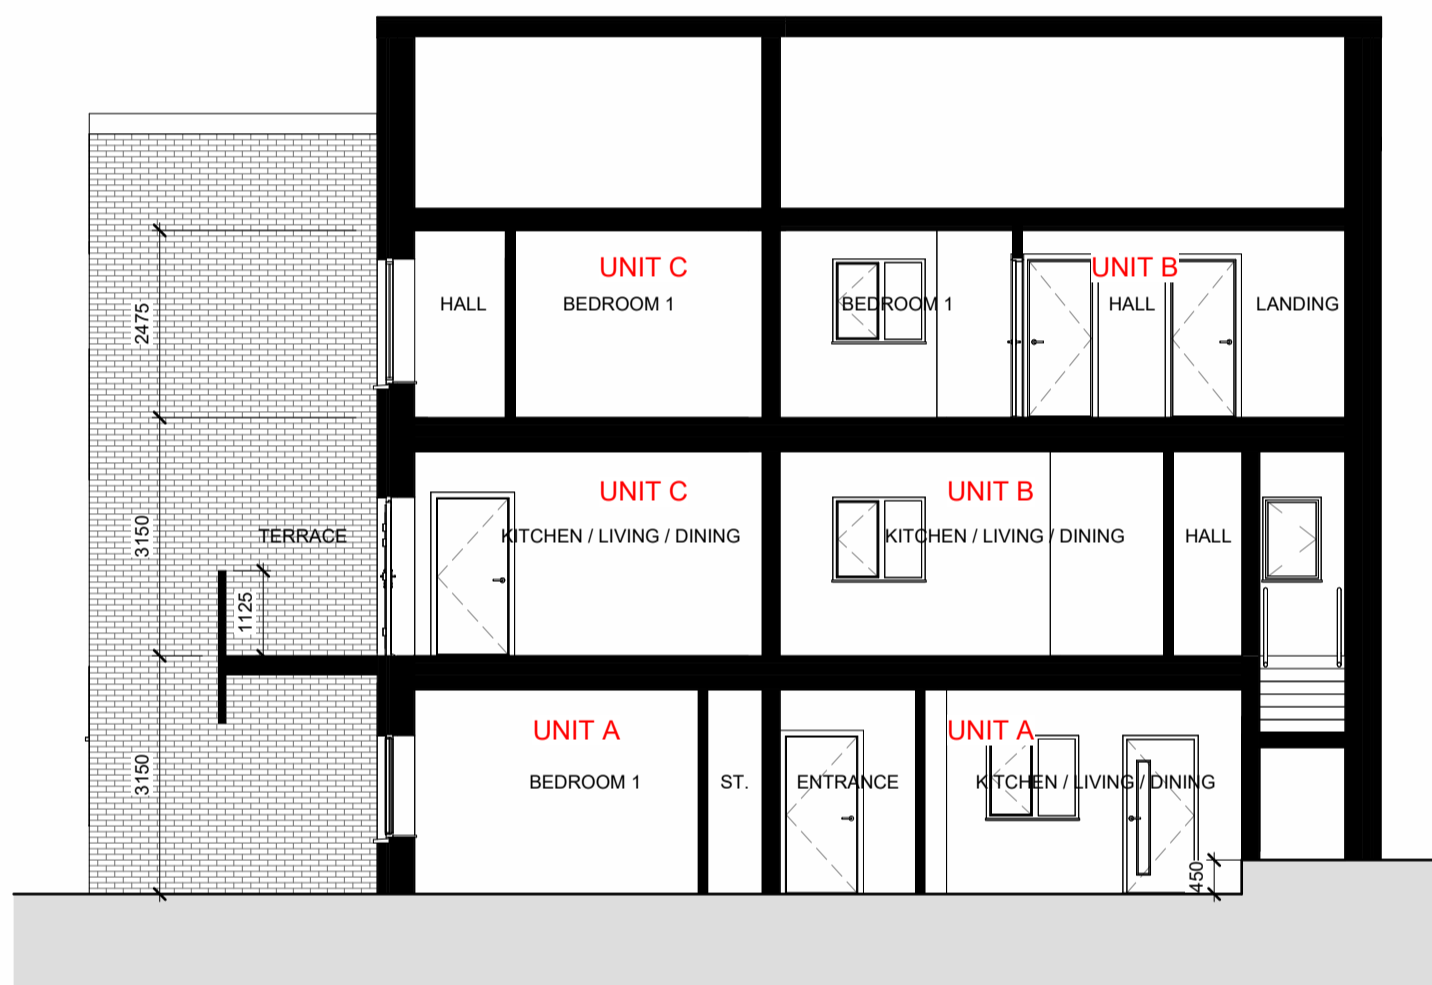 UNIT C
UNIT B
HALL
BEDROOM 1
BEDROOM 1
HALL
LANDING
2475
UNIT C
UNIT B
TERRACE
KITCHEN / LIVING / DINING
KITCHEN / LIVING / DINING
HALL
3150
1125
UNIT A
UNIT A
BEDROOM 1
ST.
ENTRANCE
KITCHEN / LIVING / DINING
3150
450